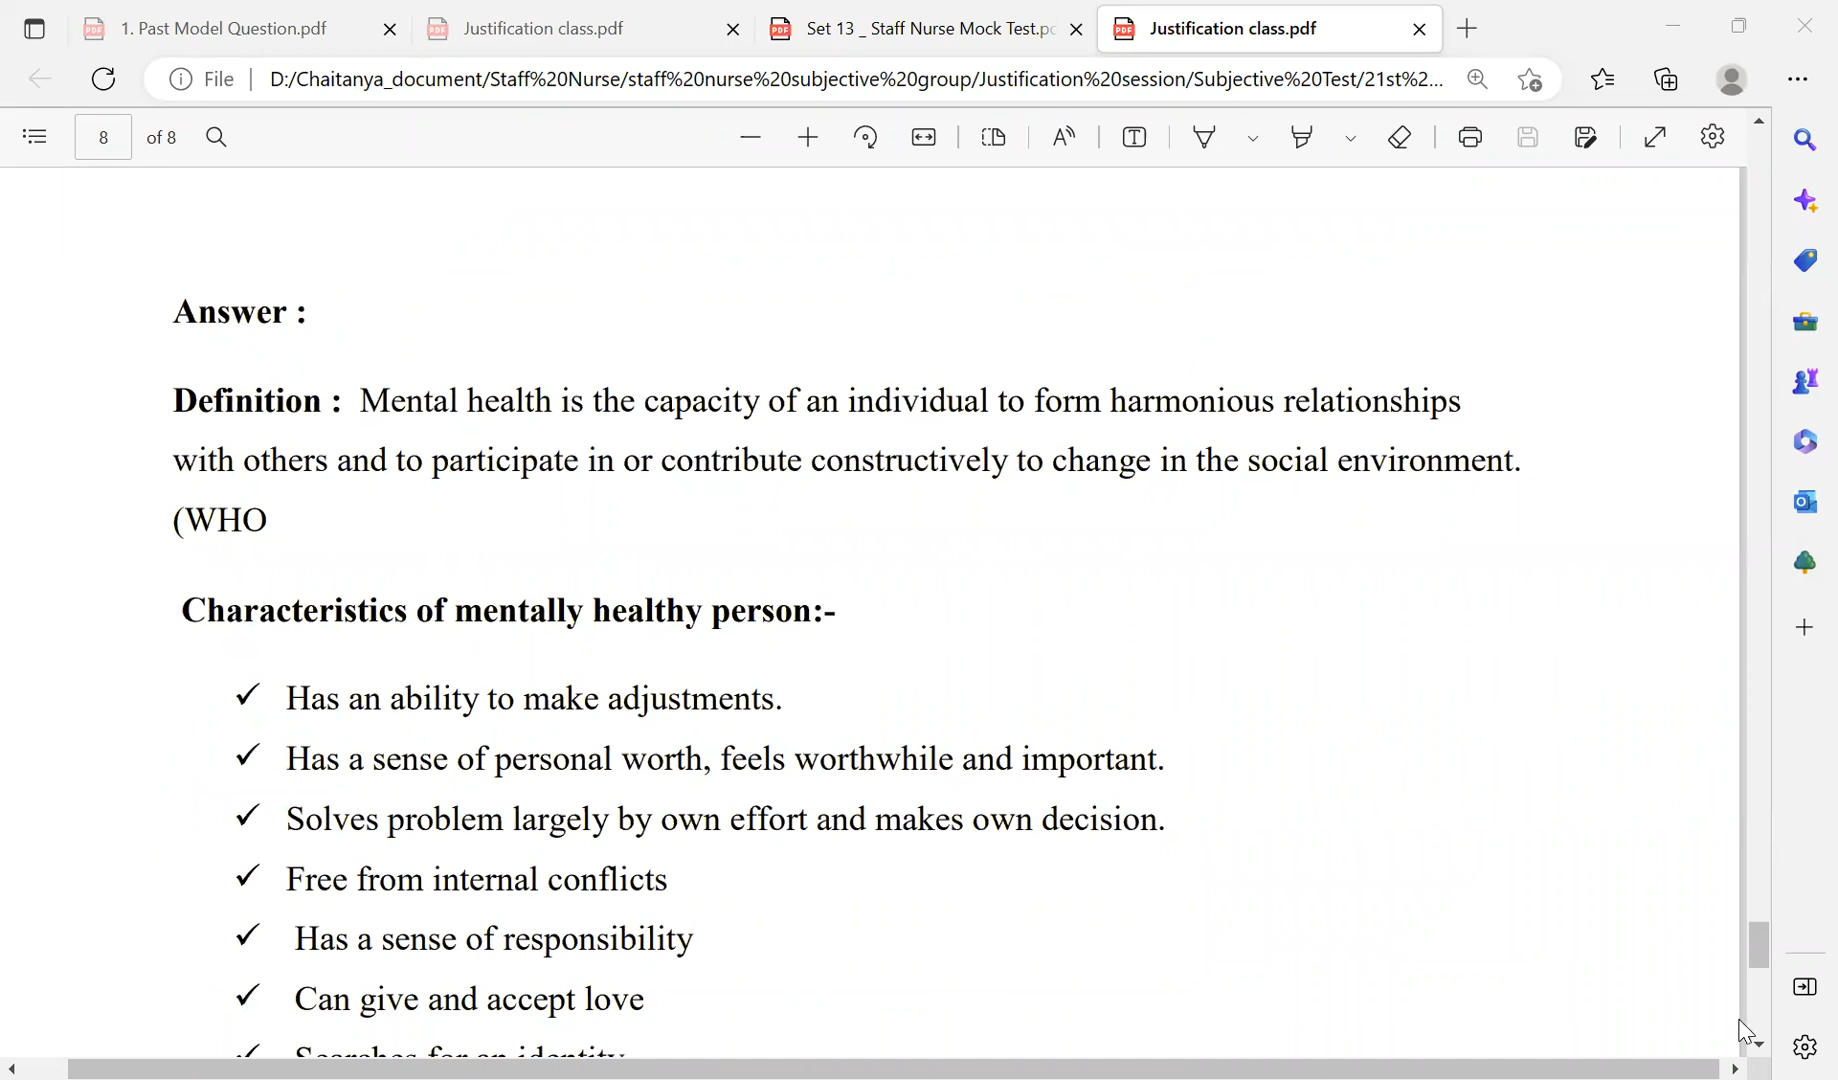 1. Past Model Question.pdf
Justification class.pdf
Set 13 _ Staff Nurse Mock Test.pd
Justification class.pdf
File
D:/Chaitanya_document/Staff%20Nurse/staff%20nurse%20subjective%20group/Justification%20session/Subjective%20Test/21st%2...
8 of 8
Answer :
Definition : Mental health is the capacity of an individual to form harmonious relationships
with others and to participate in or contribute constructively to change in the social environment.
(WHO
Characteristics of mentally healthy person:-
✓ Has an ability to make adjustments.
✓ Has a sense of personal worth, feels worthwhile and important.
✓ Solves problem largely by own effort and makes own decision.
✓ Free from internal conflicts
✓ Has a sense of responsibility
✓ Can give and accept love
✓ Searches for an identity